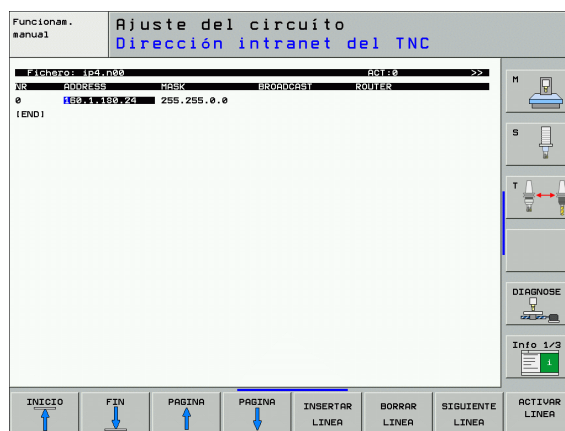 Funcionam.
manual
Ajuste del circuíto
Dirección intranet del TNC
Fichero: ip4.n00 ACT:0 >>
NR ADDRESS MASK BROADCAST ROUTER
0 160.1.180.24 255.255.0.0
[END]
M
S
T
DIAGNOSE
Info 1/3
i
INICIO
FIN
PAGINA
PAGINA
INSERTAR
LINEA
BORRAR
LINEA
SIGUIENTE
LINEA
ACTIVAR
LINEA